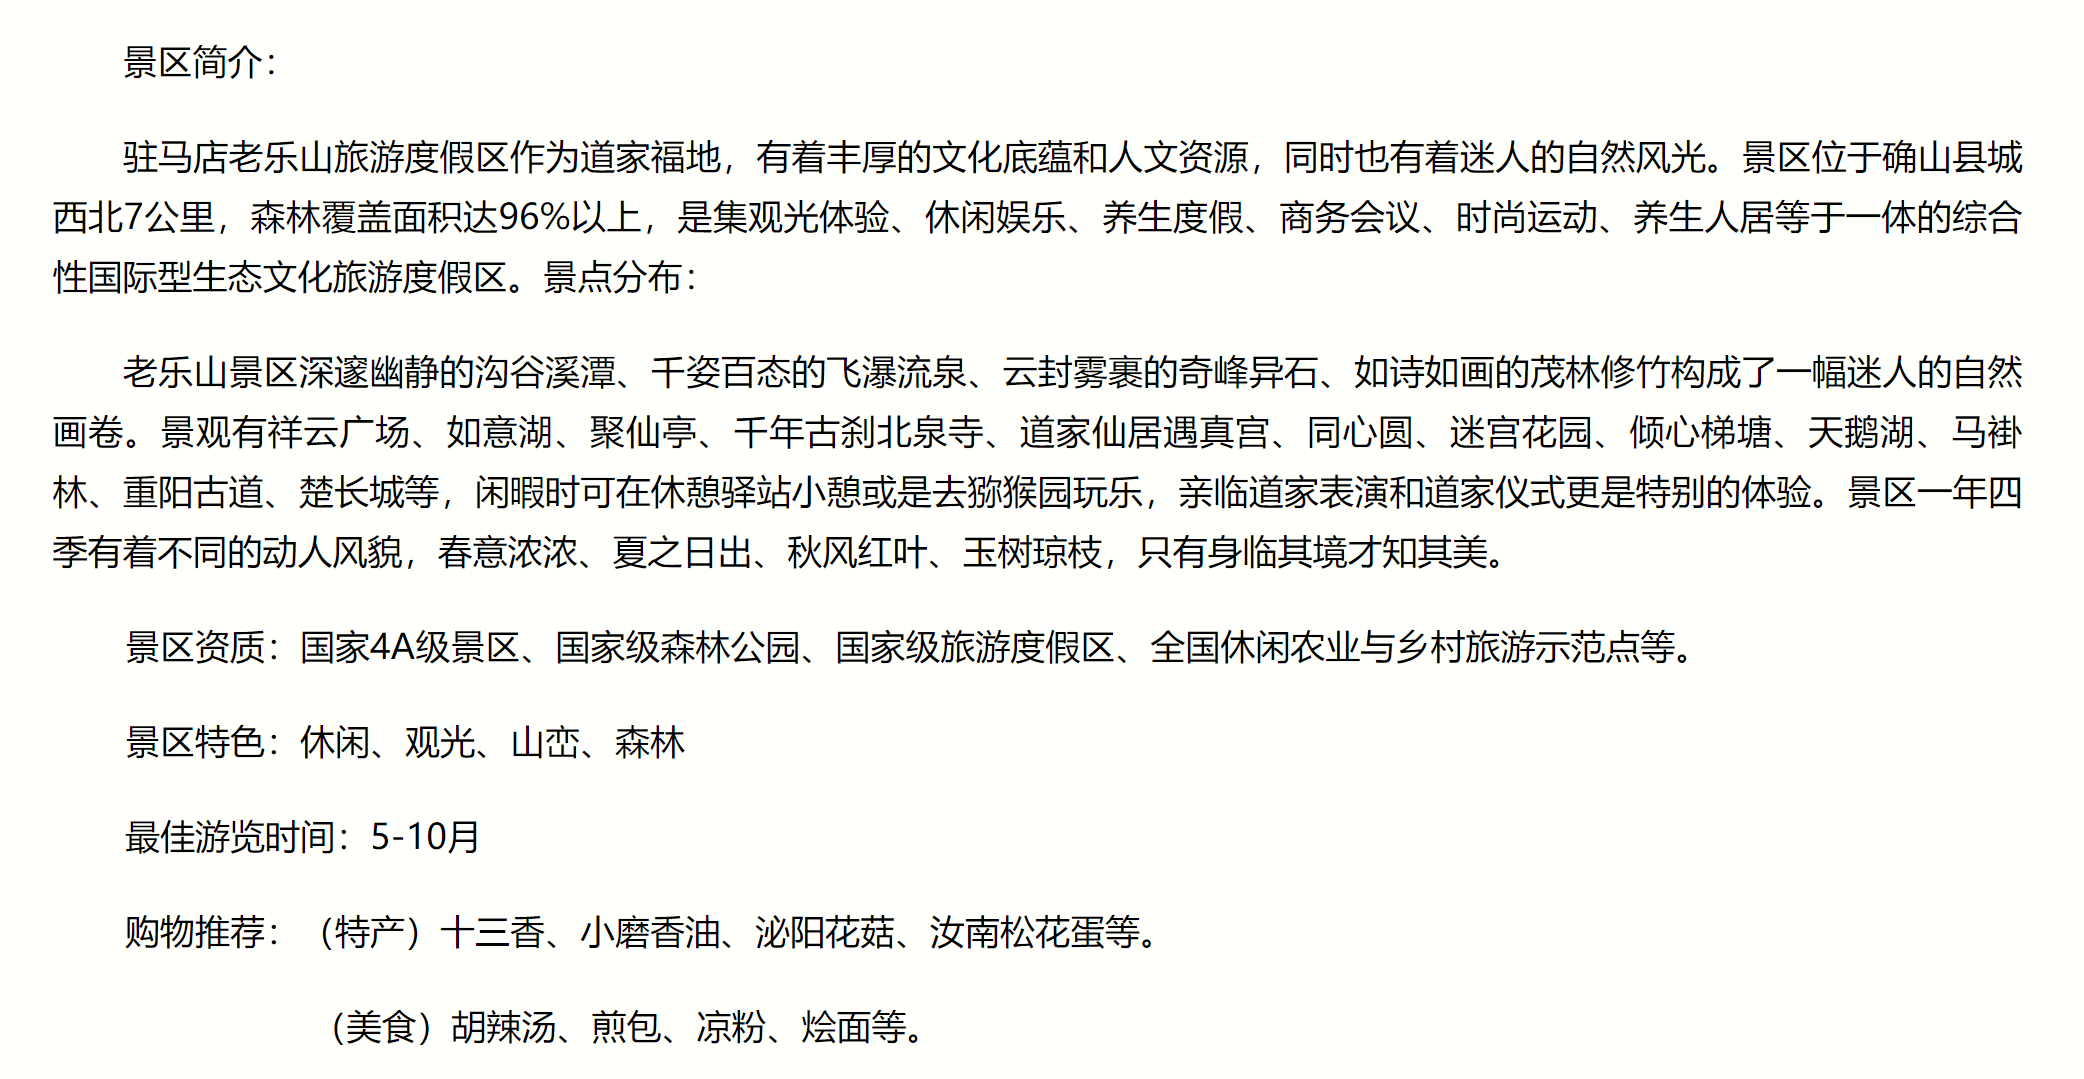 景区简介：
驻马店老乐山旅游度假区作为道家福地，有着丰厚的文化底蕴和人文资源，同时也有着迷人的自然风光。景区位于确山县城
西北7公里，森林覆盖面积达96%以上，是集观光体验、休闲娱乐、养生度假、商务会议、时尚运动、养生人居等于一体的综合
性国际型生态文化旅游度假区。景点分布：
老乐山景区深邃幽静的沟谷溪潭、千姿百态的飞瀑流泉、云封雾裹的奇峰异石、如诗如画的茂林修竹构成了一幅迷人的自然
画卷。景观有祥云广场、如意湖、聚仙亭、千年古刹北泉寺、道家仙居遇真宫、同心圆、迷宫花园、倾心梯塘、天鹅湖、马褂
林、重阳古道、楚长城等，闲暇时可在休憩驿站小憩或是去猕猴园玩乐，亲临道家表演和道家仪式更是特别的体验。景区一年四
季有着不同的动人风貌，春意浓浓、夏之日出、秋风红叶、玉树琼枝，只有身临其境才知其美。
景区资质：国家4A级景区、国家级森林公园、国家级旅游度假区、全国休闲农业与乡村旅游示范点等。
景区特色：休闲、观光、山峦、森林
最佳游览时间：5-10月
购物推荐：（特产）十三香、小磨香油、泌阳花菇、汝南松花蛋等。
（美食）胡辣汤、煎包、凉粉、烩面等。